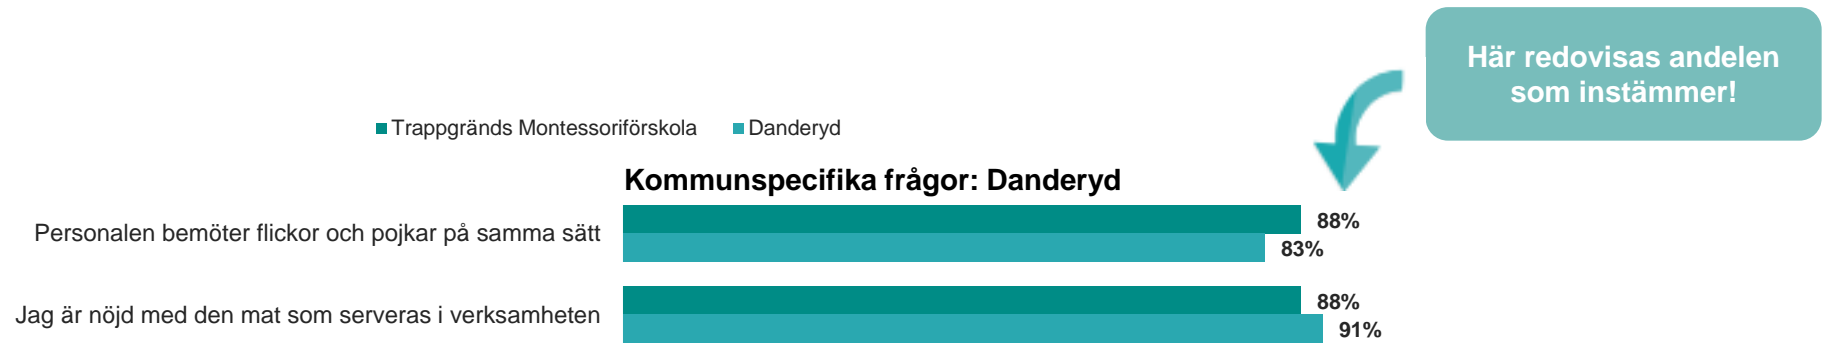 Här redovisas andelen
som instämmer!
Trappgränds Montessoriförskola Danderyd
Kommunspecifika frågor: Danderyd
Personalen bemöter flickor och pojkar på samma sätt
88%
83%
Jag är nöjd med den mat som serveras i verksamheten
88%
91%